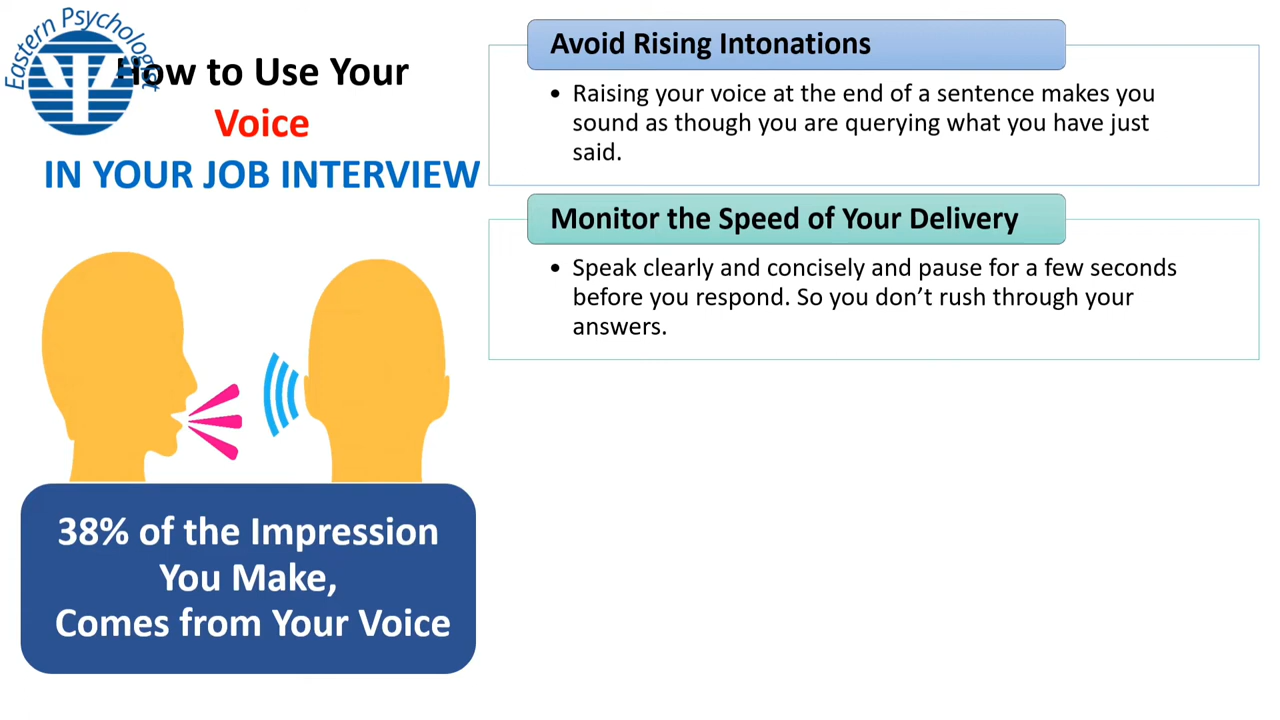 Eastern Psychologist
How to Use Your
Voice
IN YOUR JOB INTERVIEW
38% of the Impression
You Make,
Comes from Your Voice
Avoid Rising Intonations
• Raising your voice at the end of a sentence makes you
sound as though you are querying what you have just
said.
Monitor the Speed of Your Delivery
• Speak clearly and concisely and pause for a few seconds
before you respond. So you don’t rush through your
answers.